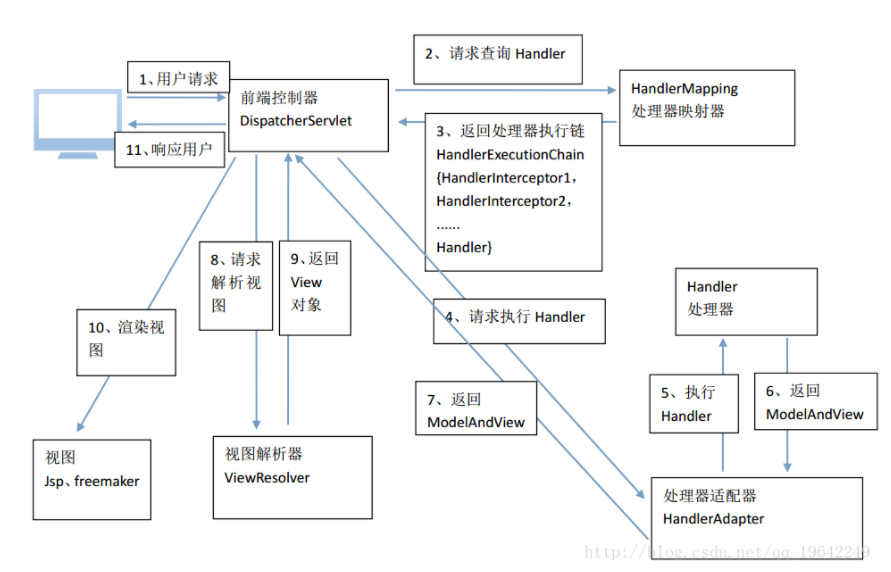 1、用户请求
2、请求查询 Handler
前端控制器
DispatcherServlet
HandlerMapping
处理器映射器
11、响应用户
3、返回处理器执行链
HandlerExecutionChain
{HandlerInterceptor1，
HandlerInterceptor2，
......
Handler}
8、请求
解析视
图
9、返回
View
对象
Handler
处理器
10、渲染视
图
4、请求执行 Handler
7、返回
ModelAndView
5、执行
Handler
6、返回
ModelAndView
视图
Jsp、freemaker
视图解析器
ViewResolver
处理器适配器
HandlerAdapter
http://blog.csdn.net/qq_19642249